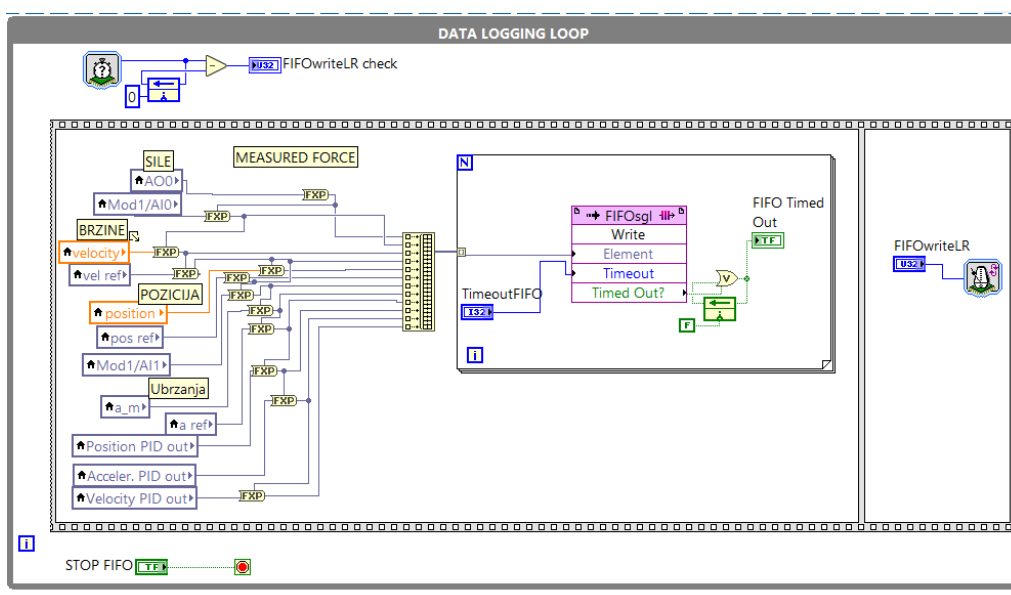 DATA LOGGING LOOP
U32
FIFOwriteLR check
0
SILE
MEASURED FORCE
AO0
FXP
Mod1/AI0
FXP
BRZINE
velocity
FXP
vel ref
FXP
FXP
FXP
POZICIJA
FXP
position
FXP
pos ref
FXP
Mod1/AI1
FXP
Ubrzanja
a_m
FXP
a ref
Position PID out
Acceler. PID out
Velocity PID out
FXP
N
FIFOsgl
Write
Element
Timeout
Timed Out?
TimeoutFIFO
I32
i
FIFO Timed
Out
TF
V
F
FIFOwriteLR
U32
i
STOP FIFO
TF